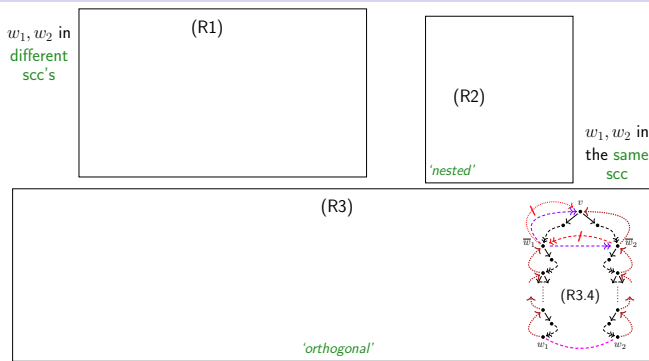 w₁, w₂ in
different
scc's
(R1)
(R2)
'nested'
w₁, w₂ in
the same
scc
(R3)
'orthogonal'
v
w̅₁
w̅₂
(R3.4)
w₁
w₂